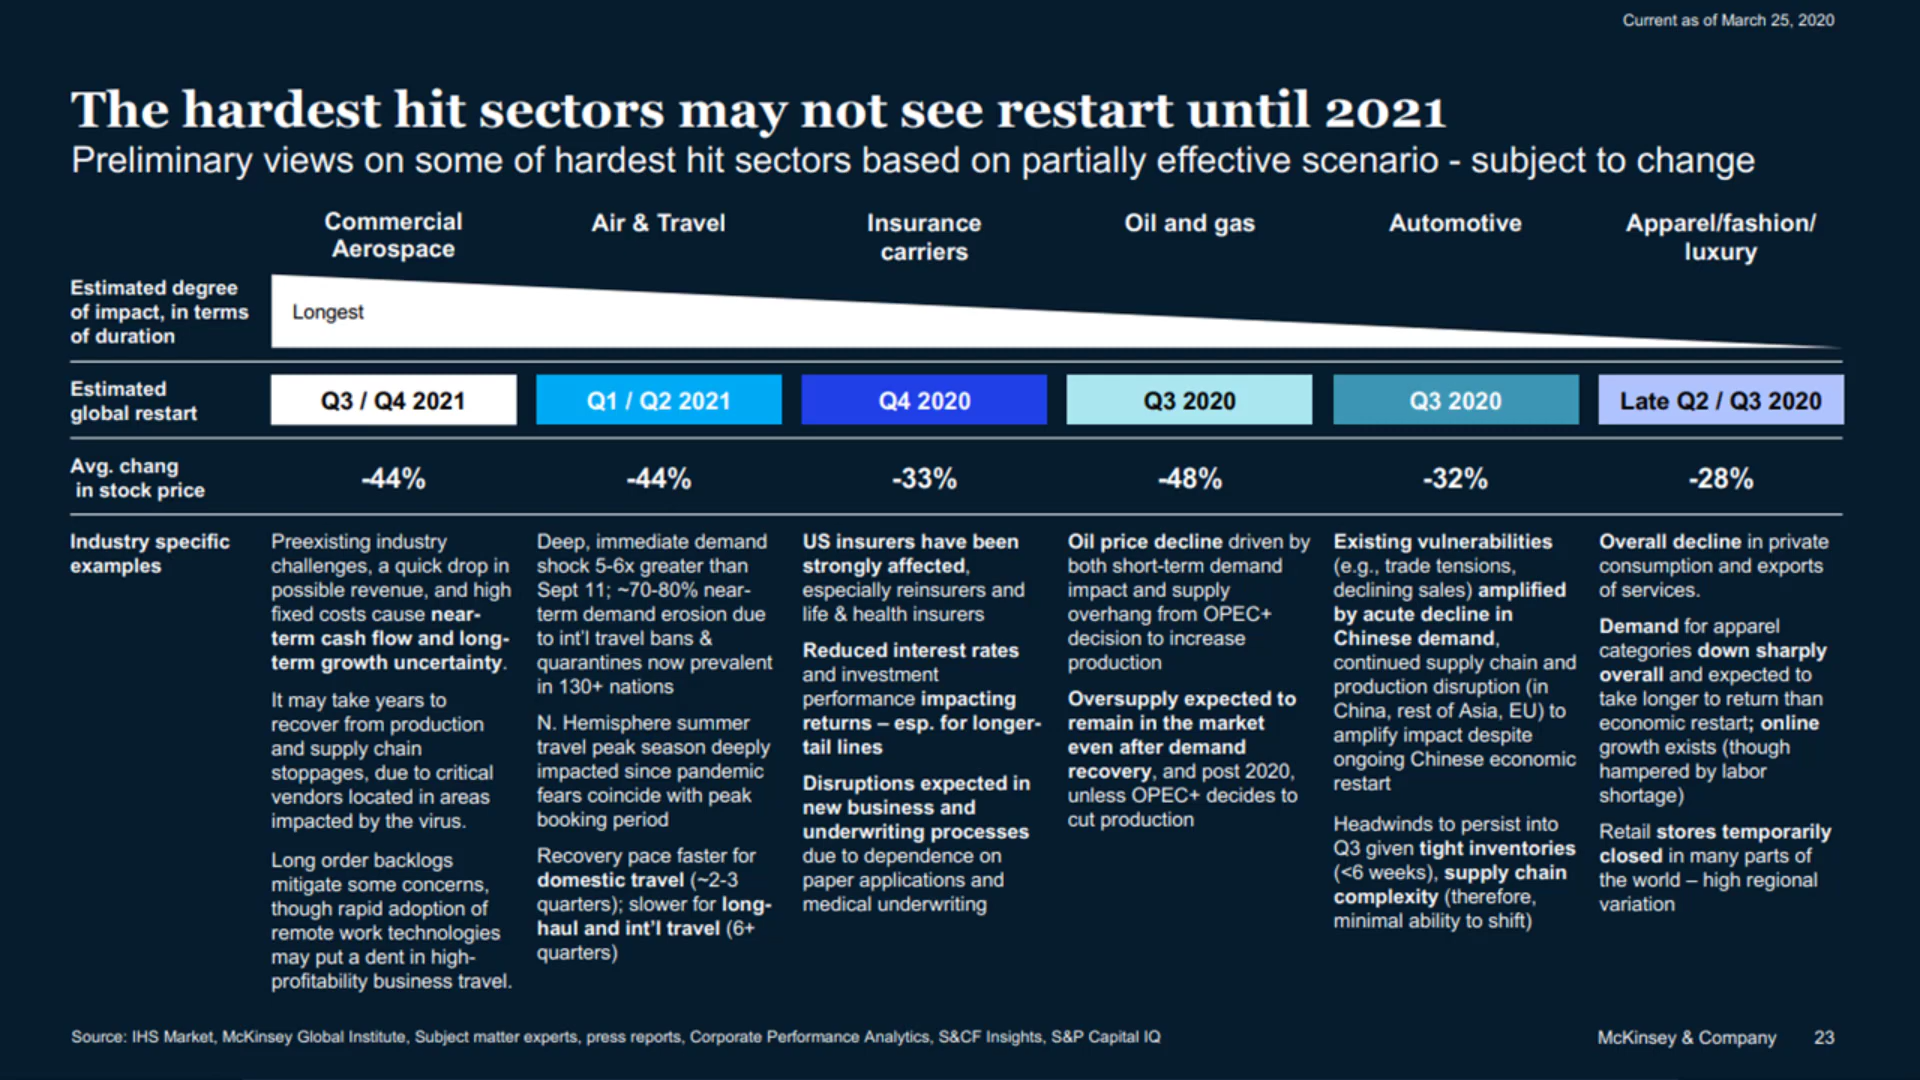 Current as of March 25, 2020
The hardest hit sectors may not see restart until 2021
Preliminary views on some of hardest hit sectors based on partially effective scenario - subject to change
Commercial
Aerospace
Air & Travel
Insurance
carriers
Oil and gas
Automotive
Apparel/fashion/
luxury
Estimated degree
of impact, in terms
of duration
Longest
Estimated
global restart
Q3 / Q4 2021
Q1 / Q2 2021
Q4 2020
Q3 2020
Q3 2020
Late Q2 / Q3 2020
Avg. chang
in stock price
-44%
-44%
-33%
-48%
-32%
-28%
Industry specific
examples
Preexisting industry
challenges, a quick drop in
possible revenue, and high
fixed costs cause near-
term cash flow and long-
term growth uncertainty.
It may take years to
recover from production
and supply chain
stoppages, due to critical
vendors located in areas
impacted by the virus.
Long order backlogs
mitigate some concerns,
though rapid adoption of
remote work technologies
may put a dent in high-
profitability business travel.
Deep, immediate demand
shock 5-6x greater than
Sept 11; ~70-80% near-
term demand erosion due
to int'l travel bans &
quarantines now prevalent
in 130+ nations
N. Hemisphere summer
travel peak season deeply
impacted since pandemic
fears coincide with peak
booking period
Recovery pace faster for
domestic travel (~2-3
quarters); slower for long-
haul and int'l travel (6+
quarters)
US insurers have been
strongly affected,
especially reinsurers and
life & health insurers
Reduced interest rates
and investment
performance impacting
returns – esp. for longer-
tail lines
Disruptions expected in
new business and
underwriting processes
due to dependence on
paper applications and
medical underwriting
Oil price decline driven by
both short-term demand
impact and supply
overhang from OPEC+
decision to increase
production
Oversupply expected to
remain in the market
even after demand
recovery, and post 2020,
unless OPEC+ decides to
cut production
Existing vulnerabilities
(e.g., trade tensions,
declining sales) amplified
by acute decline in
Chinese demand,
continued supply chain and
production disruption (in
China, rest of Asia, EU) to
amplify impact despite
ongoing Chinese economic
restart
Headwinds to persist into
Q3 given tight inventories
(<6 weeks), supply chain
complexity (therefore,
minimal ability to shift)
Overall decline in private
consumption and exports
of services.
Demand for apparel
categories down sharply
overall and expected to
take longer to return than
economic restart; online
growth exists (though
hampered by labor
shortage)
Retail stores temporarily
closed in many parts of
the world – high regional
variation
Source: IHS Market, McKinsey Global Institute, Subject matter experts, press reports, Corporate Performance Analytics, S&CF Insights, S&P Capital IQ
McKinsey & Company 23